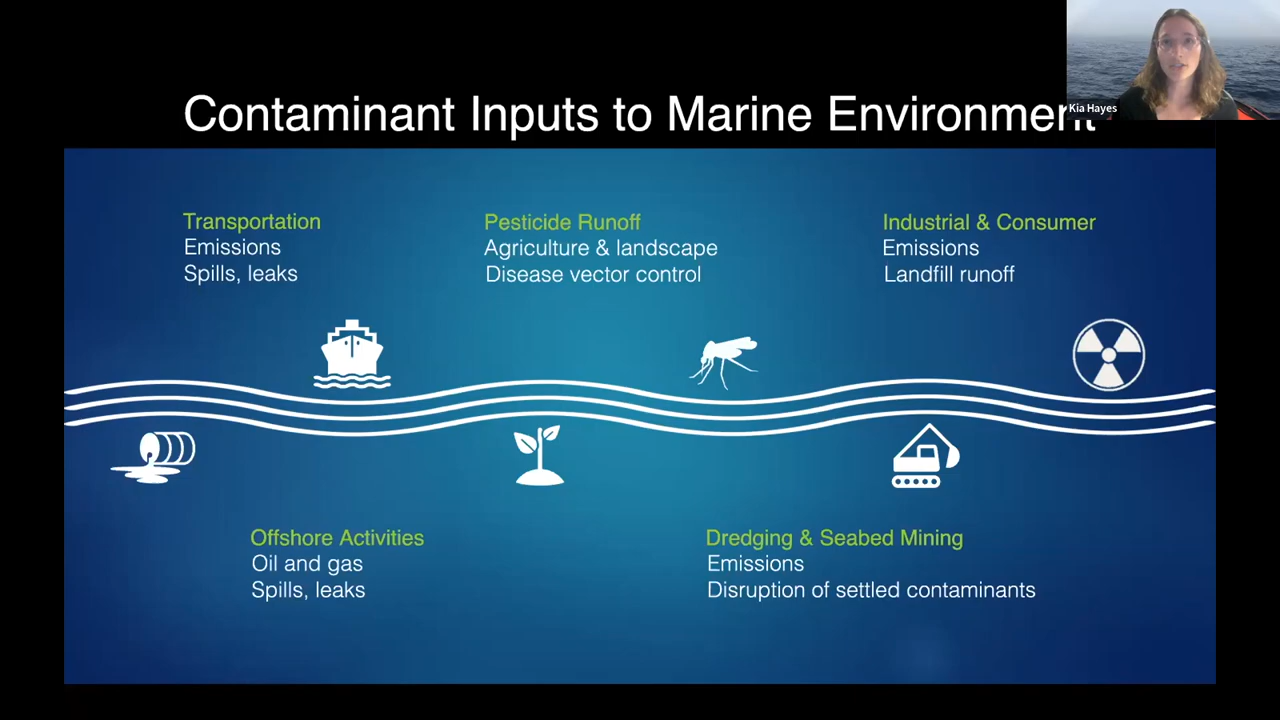 Contaminant Inputs to Marine Environment
Kia Hayes
Transportation
Emissions
Spills, leaks
Pesticide Runoff
Agriculture & landscape
Disease vector control
Industrial & Consumer
Emissions
Landfill runoff
Offshore Activities
Oil and gas
Spills, leaks
Dredging & Seabed Mining
Emissions
Disruption of settled contaminants